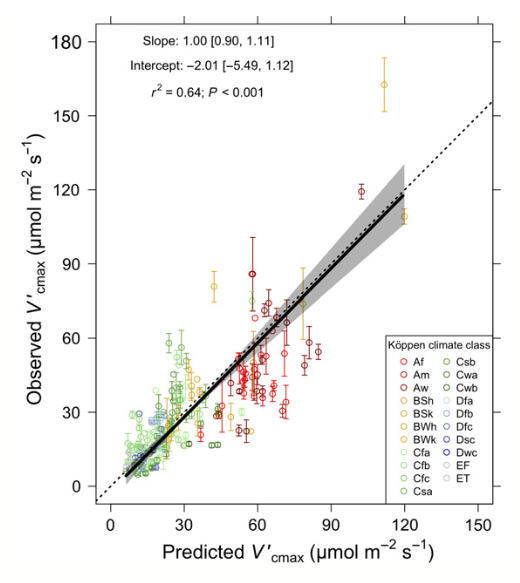 Slope: 1.00 [0.90, 1.11]
Intercept: −2.01 [−5.49, 1.12]
r² = 0.64; P < 0.001
180
150
120
90
60
30
0
Observed V′cmax (μmol m−2 s−1)
0 30 60 90 120 150
Predicted V′cmax (μmol m−2 s−1)
Köppen climate class
Af Csb
Am Cwa
Aw Cwb
BSh Dfa
BSk Dfb
BWh Dfc
BWk Dsc
Cfa Dwc
Cfb EF
Cfc ET
Csa